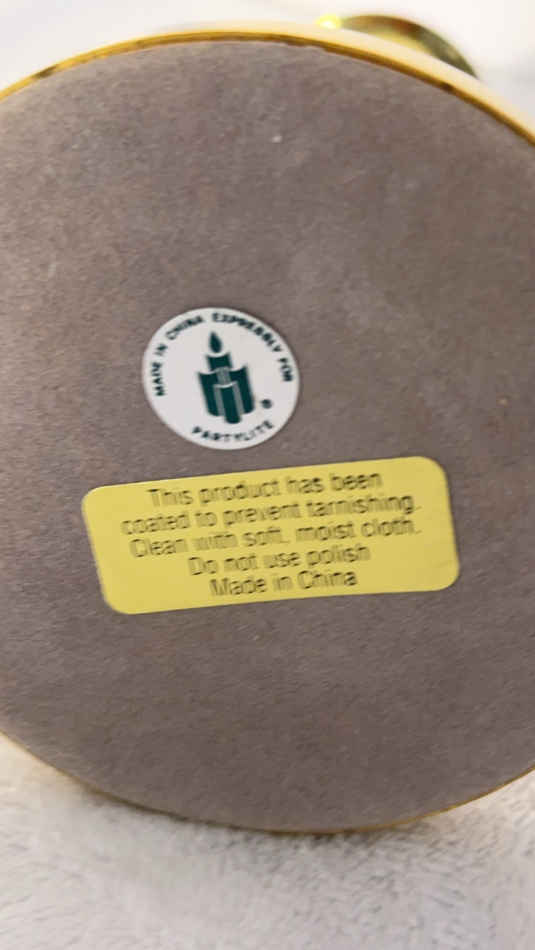 MADE IN CHINA EXPRESSLY FOR
PARTYLITE
®
This product has been
coated to prevent tarnishing.
Clean with soft, moist cloth.
Do not use polish
Made in China